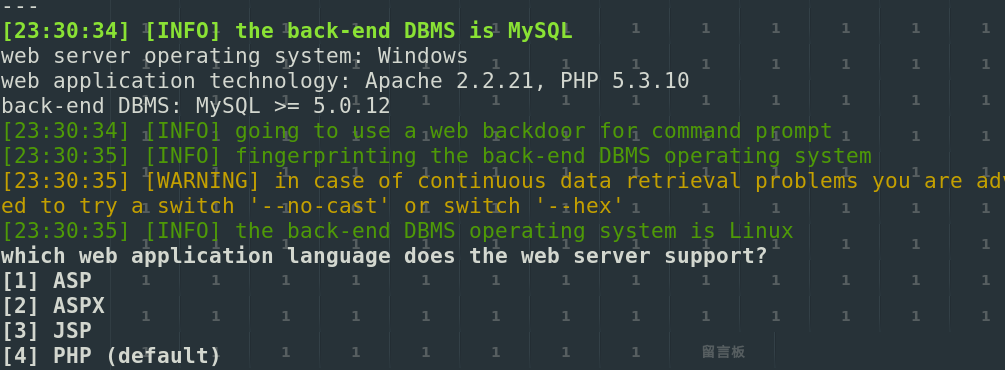 ---
[23:30:34] [INFO] the back-end DBMS is MySQL
web server operating system: Windows
web application technology: Apache 2.2.21, PHP 5.3.10
back-end DBMS: MySQL >= 5.0.12
[23:30:34] [INFO] going to use a web backdoor for command prompt
[23:30:35] [INFO] fingerprinting the back-end DBMS operating system
[23:30:35] [WARNING] in case of continuous data retrieval problems you are adv
ed to try a switch '--no-cast' or switch '--hex'
[23:30:35] [INFO] the back-end DBMS operating system is Linux
which web application language does the web server support?
[1] ASP
[2] ASPX
[3] JSP
[4] PHP (default)
留言板